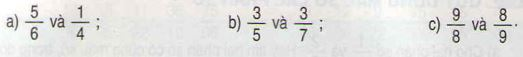 a) 5/6 và 1/4 ; b) 3/5 và 3/7 ; c) 9/8 và 8/9 .